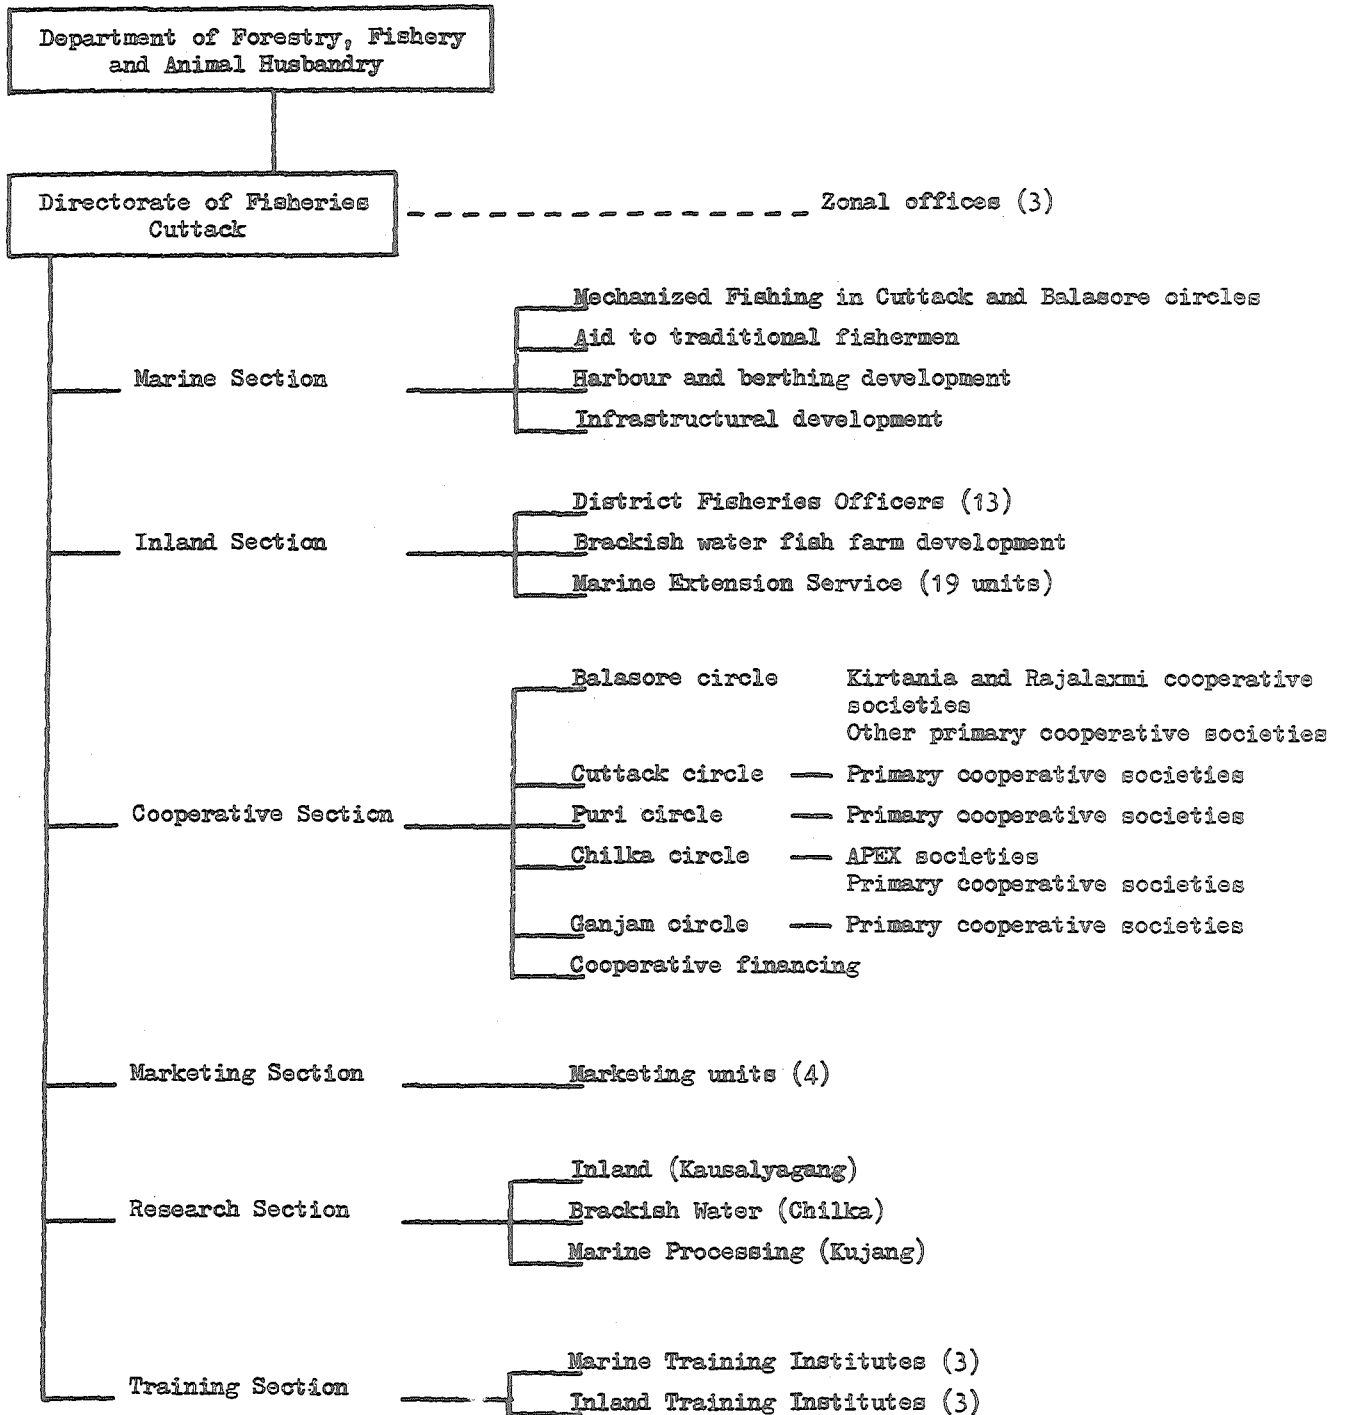 Department of Forestry, Fishery
and Animal Husbandry
Directorate of Fisheries
Cuttack
Zonal offices (3)
Marine Section
Mechanized Fishing in Cuttack and Balasore circles
Aid to traditional fishermen
Harbour and berthing development
Infrastructural development
Inland Section
District Fisheries Officers (13)
Brackish water fish farm development
Marine Extension Service (19 units)
Cooperative Section
Balasore circle Kirtania and Rajalaxmi cooperative
societies
Other primary cooperative societies
Cuttack circle — Primary cooperative societies
Puri circle — Primary cooperative societies
Chilka circle — APEX societies
Primary cooperative societies
Ganjam circle — Primary cooperative societies
Cooperative financing
Marketing Section
Marketing units (4)
Research Section
Inland (Kausalyagang)
Brackish Water (Chilka)
Marine Processing (Kujang)
Training Section
Marine Training Institutes (3)
Inland Training Institutes (3)